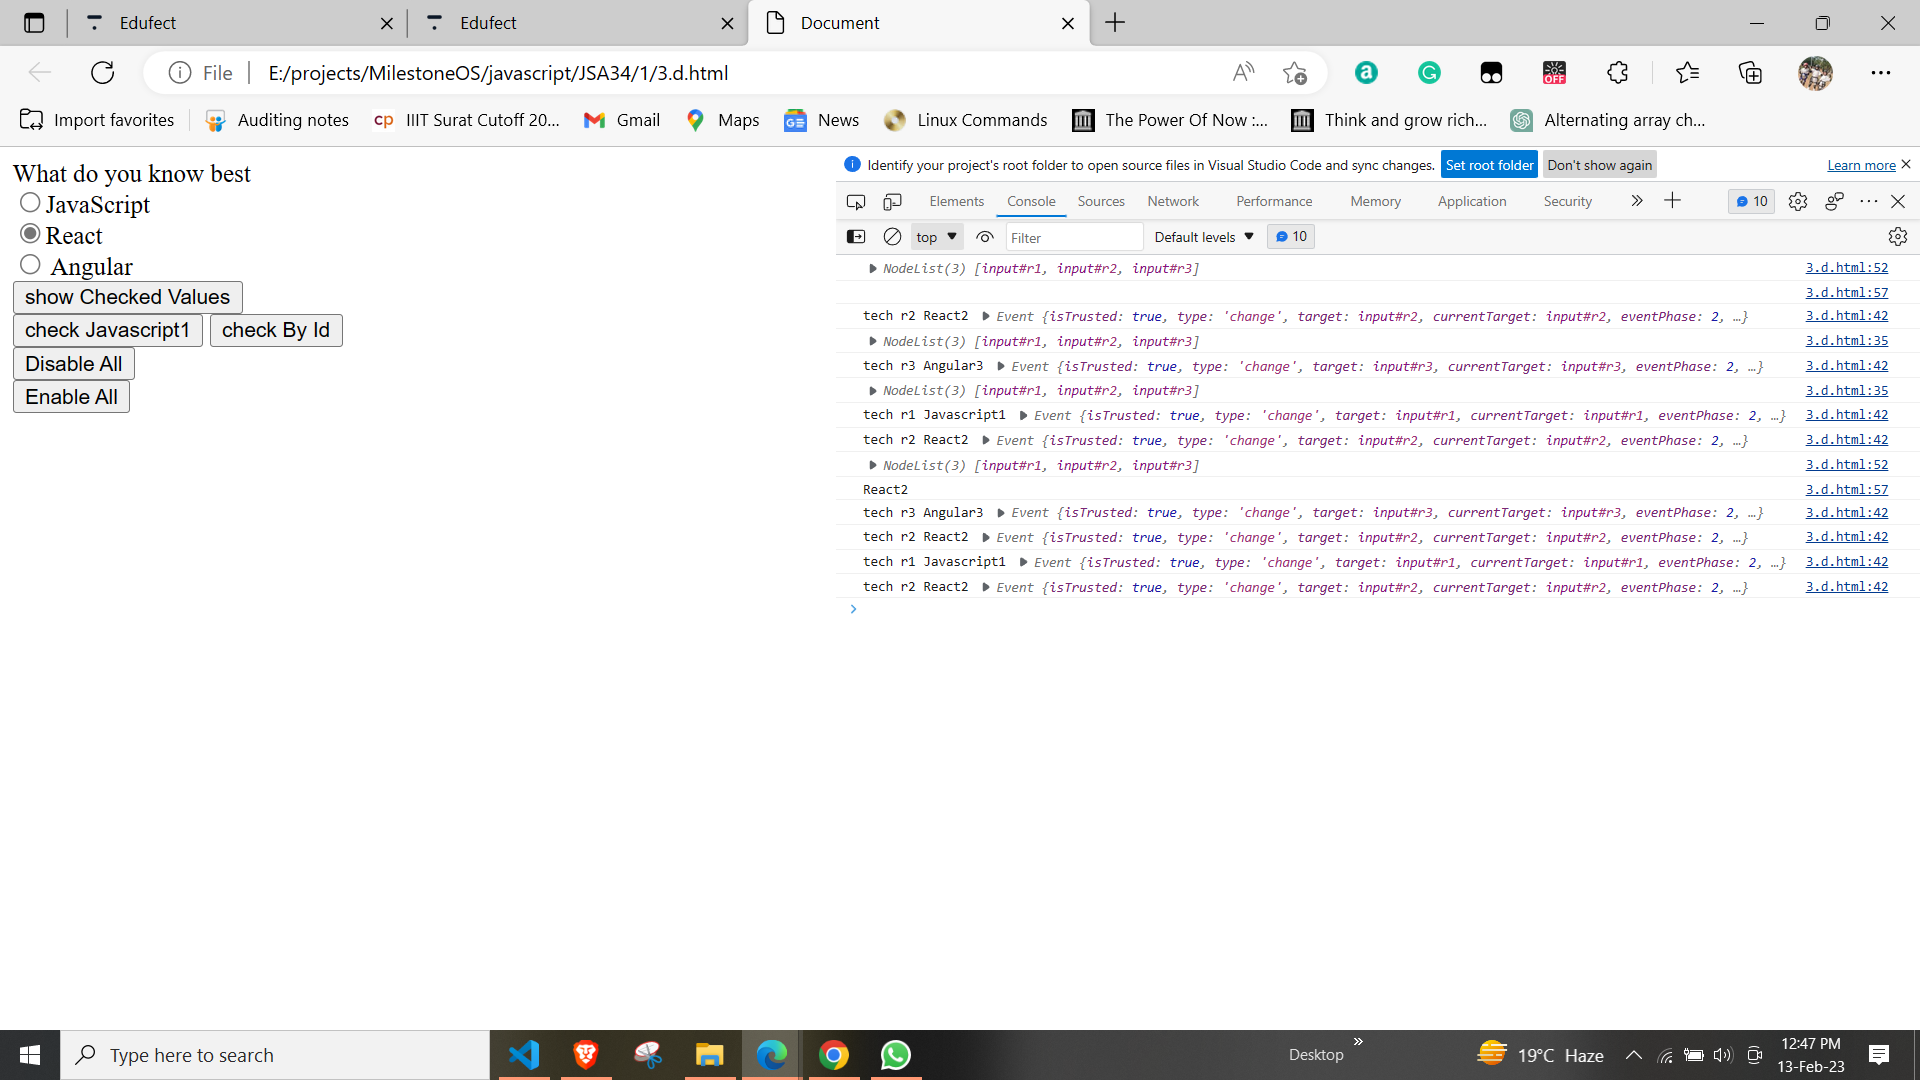 Edufect
Edufect
Document
File
E:/projects/MilestoneOS/javascript/JSA34/1/3.d.html
Import favorites
Auditing notes
IIIT Surat Cutoff 20...
Gmail
Maps
News
Linux Commands
The Power Of Now :...
Think and grow rich...
Alternating array ch...
What do you know best
JavaScript
React
Angular
show Checked Values
check Javascript1 check By Id
Disable All
Enable All
Identify your project's root folder to open source files in Visual Studio Code and sync changes. Set root folder Don't show again Learn more
Elements Console Sources Network Performance Memory Application Security 10
top Filter Default levels 10
NodeList(3) [input#r1, input#r2, input#r3] 3.d.html:52
3.d.html:57
tech r2 React2 Event {isTrusted: true, type: 'change', target: input#r2, currentTarget: input#r2, eventPhase: 2, …} 3.d.html:42
NodeList(3) [input#r1, input#r2, input#r3] 3.d.html:35
tech r3 Angular3 Event {isTrusted: true, type: 'change', target: input#r3, currentTarget: input#r3, eventPhase: 2, …} 3.d.html:42
NodeList(3) [input#r1, input#r2, input#r3] 3.d.html:35
tech r1 Javascript1 Event {isTrusted: true, type: 'change', target: input#r1, currentTarget: input#r1, eventPhase: 2, …} 3.d.html:42
tech r2 React2 Event {isTrusted: true, type: 'change', target: input#r2, currentTarget: input#r2, eventPhase: 2, …} 3.d.html:42
NodeList(3) [input#r1, input#r2, input#r3] 3.d.html:52
React2 3.d.html:57
tech r3 Angular3 Event {isTrusted: true, type: 'change', target: input#r3, currentTarget: input#r3, eventPhase: 2, …} 3.d.html:42
tech r2 React2 Event {isTrusted: true, type: 'change', target: input#r2, currentTarget: input#r2, eventPhase: 2, …} 3.d.html:42
tech r1 Javascript1 Event {isTrusted: true, type: 'change', target: input#r1, currentTarget: input#r1, eventPhase: 2, …} 3.d.html:42
tech r2 React2 Event {isTrusted: true, type: 'change', target: input#r2, currentTarget: input#r2, eventPhase: 2, …} 3.d.html:42
Type here to search
Desktop
19°C Haze
12:47 PM
13-Feb-23